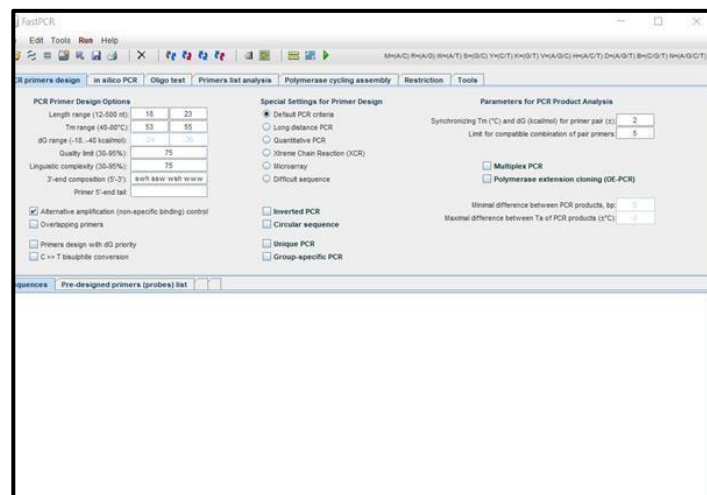 FastPCR
Edit Tools Run Help
M=(A/C) R=(A/G) W=(A/T) S=(G/C) Y=(C/T) K=(G/T) V=(A/G/C) H=(A/C/T) D=(A/G/T) B=(C/G/T) N=(A/G/C/T)
CR primers design in silico PCR Oligo test Primers list analysis Polymerase cycling assembly Restriction Tools
PCR Primer Design Options
Length range (12-500 nt): 18 23
Tm range (40-80°C): 53 55
dG range (-18..-40 kcal/mol):
Quality limit (30-95%): 75
Linguistic complexity (30-95%): 75
3'-end composition (5'-3'): swh ssw wsh www
Primer 5'-end tail:
Alternative amplification (non-specific binding) control
Overlapping primers
Primers design with dG priority
C >> T bisulphite conversion
Special Settings for Primer Design
Default PCR criteria
Long distance PCR
Quantitative PCR
Xtreme Chain Reaction (XCR)
Microarray
Difficult sequence
Inverted PCR
Circular sequence
Unique PCR
Group-specific PCR
Parameters for PCR Product Analysis
Synchronizing Tm (°C) and dG (kcal/mol) for primer pair (±): 2
Limit for compatible combination of pair primers: 5
Multiplex PCR
Polymerase extension cloning (OE-PCR)
Minimal difference between PCR products, bp:
Maximal difference between Ta of PCR products (±°C):
equences Pre-designed primers (probes) list